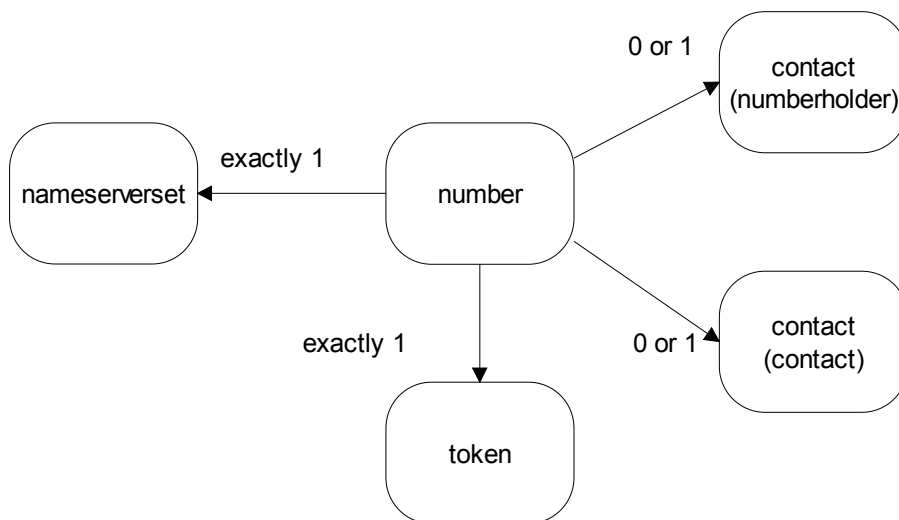 0 or 1
contact
(numberholder)
exactly 1
nameserverset
number
exactly 1
0 or 1
contact
(contact)
token